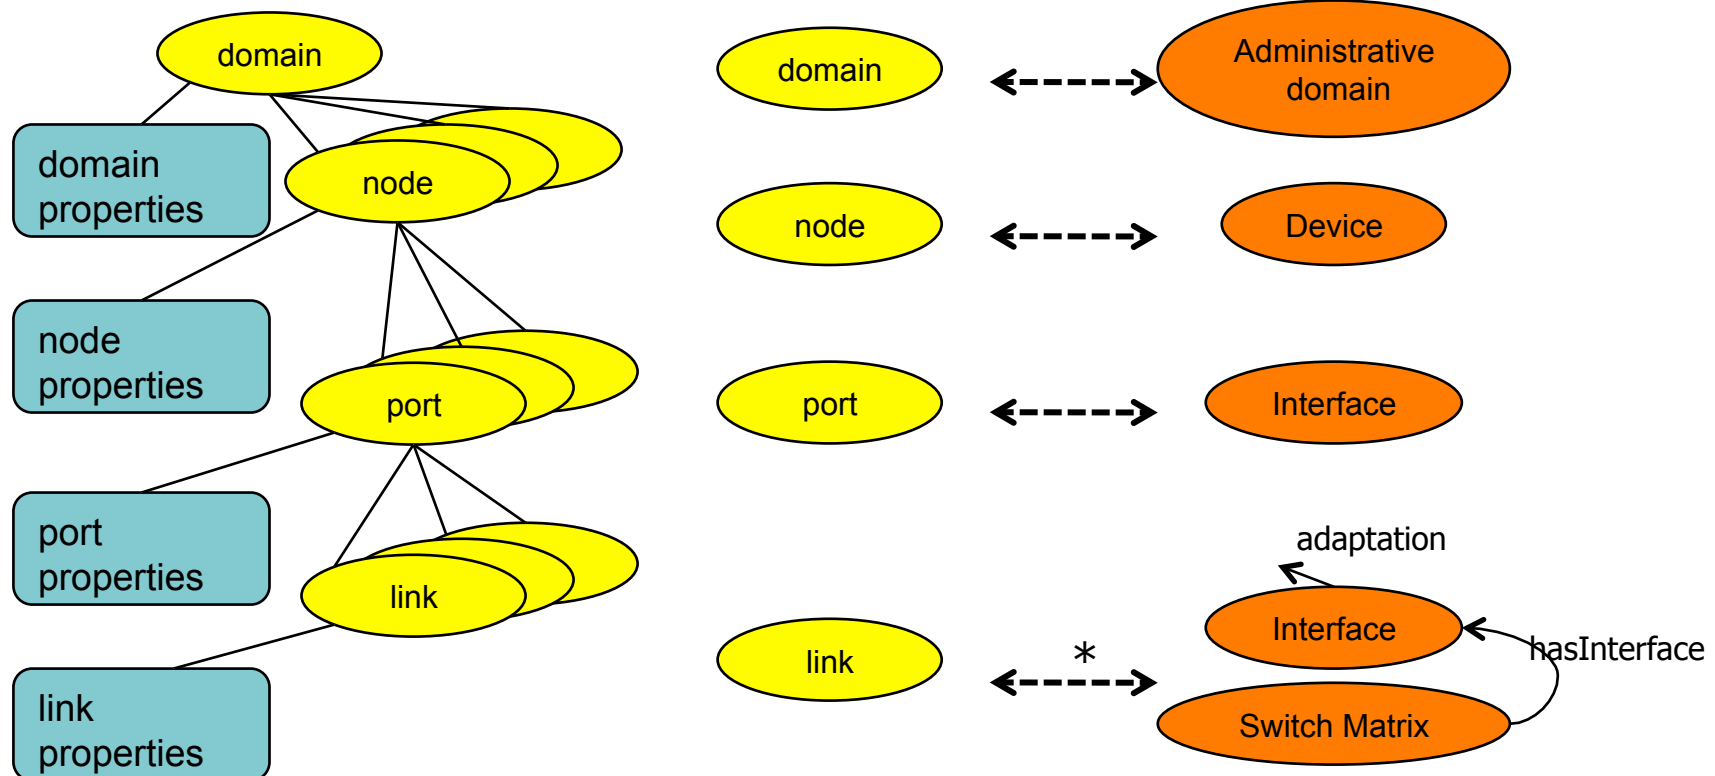 domain
domain
properties
node
node
properties
port
port
properties
link
link
properties
domain
Administrative
domain
node
Device
port
Interface
link
*
adaptation
Interface
hasInterface
Switch Matrix